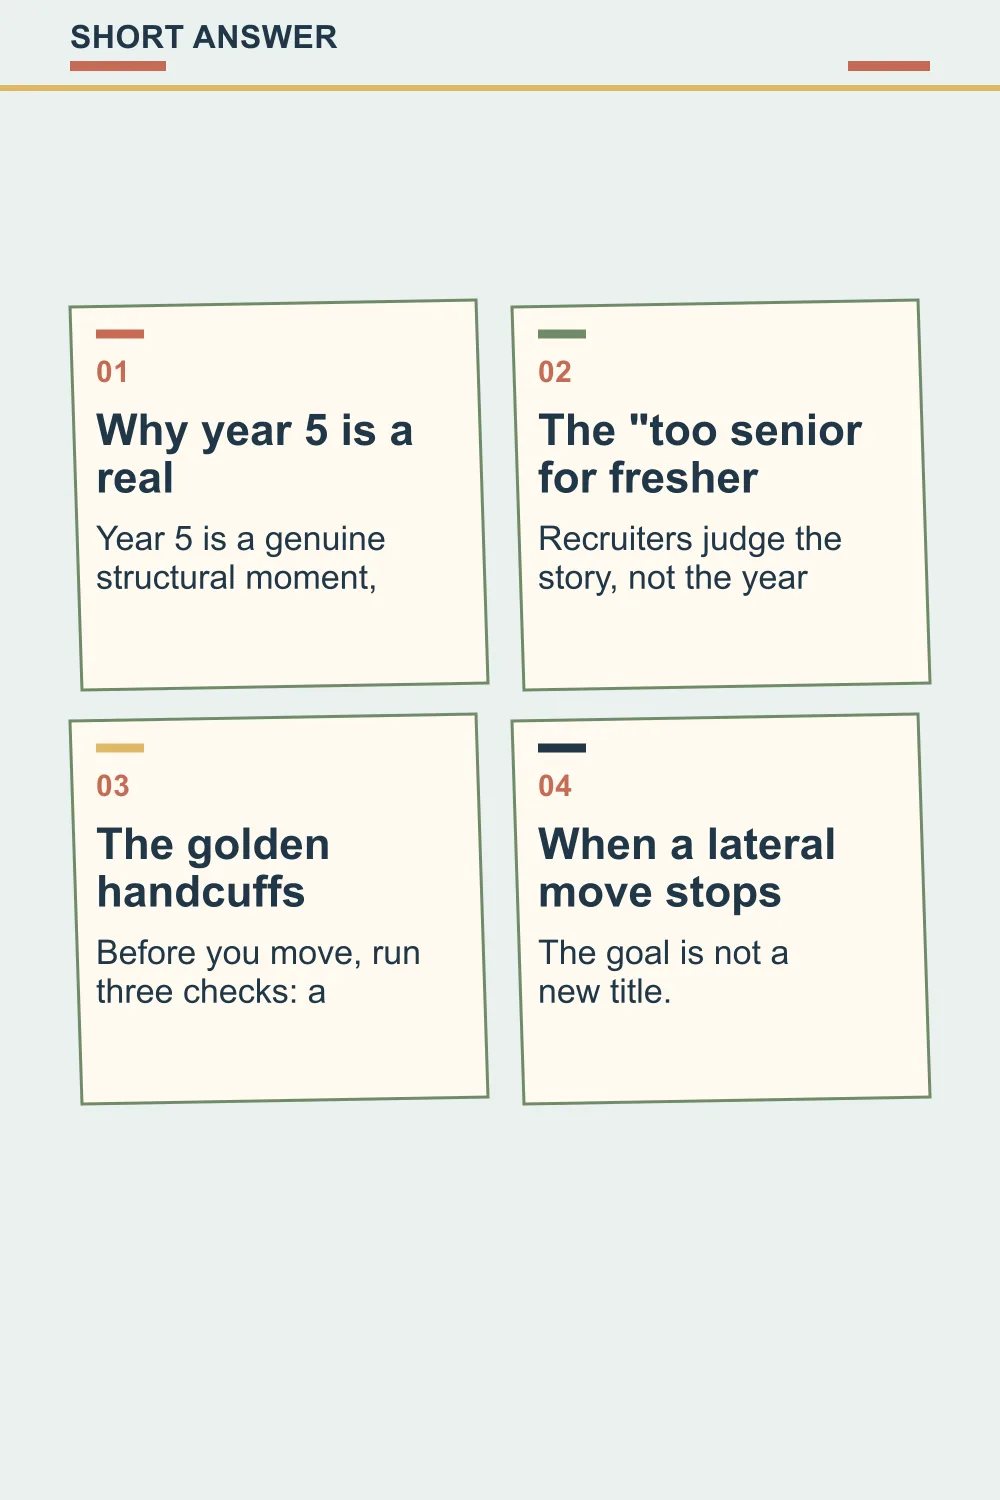 SHORT ANSWER
01
Why year 5 is a
real
Year 5 is a genuine
structural moment,
02
The "too senior
for fresher
Recruiters judge the
story, not the year
03
The golden
handcuffs
Before you move, run
three checks: a
04
When a lateral
move stops
The goal is not a
new title.